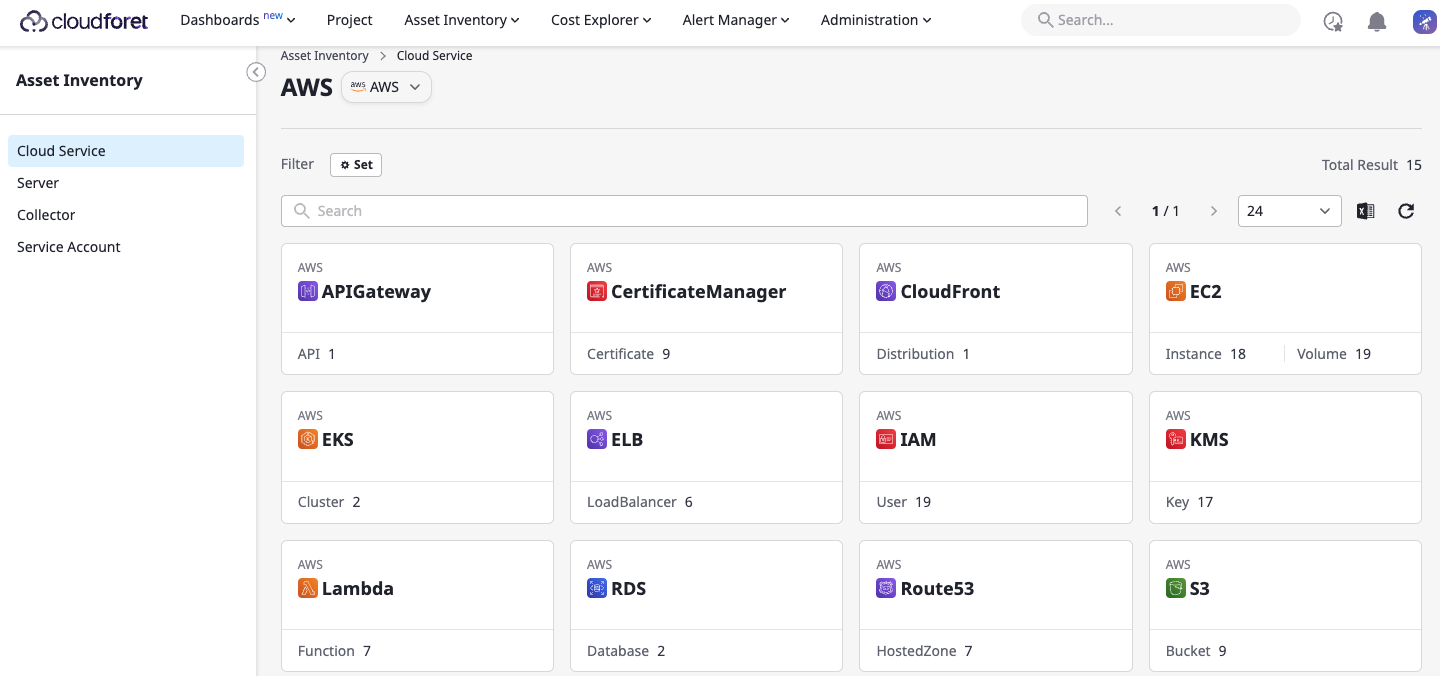 cloudforet
Dashboards new
Project
Asset Inventory
Cost Explorer
Alert Manager
Administration
Search...
Asset Inventory
Cloud Service
Server
Collector
Service Account
Asset Inventory > Cloud Service
AWS
aws AWS
Filter
Set
Total Result 15
Search
1 / 1
24
AWS
APIGateway
API 1
AWS
CertificateManager
Certificate 9
AWS
CloudFront
Distribution 1
AWS
EC2
Instance 18
Volume 19
AWS
EKS
Cluster 2
AWS
ELB
LoadBalancer 6
AWS
IAM
User 19
AWS
KMS
Key 17
AWS
Lambda
Function 7
AWS
RDS
Database 2
AWS
Route53
HostedZone 7
AWS
S3
Bucket 9